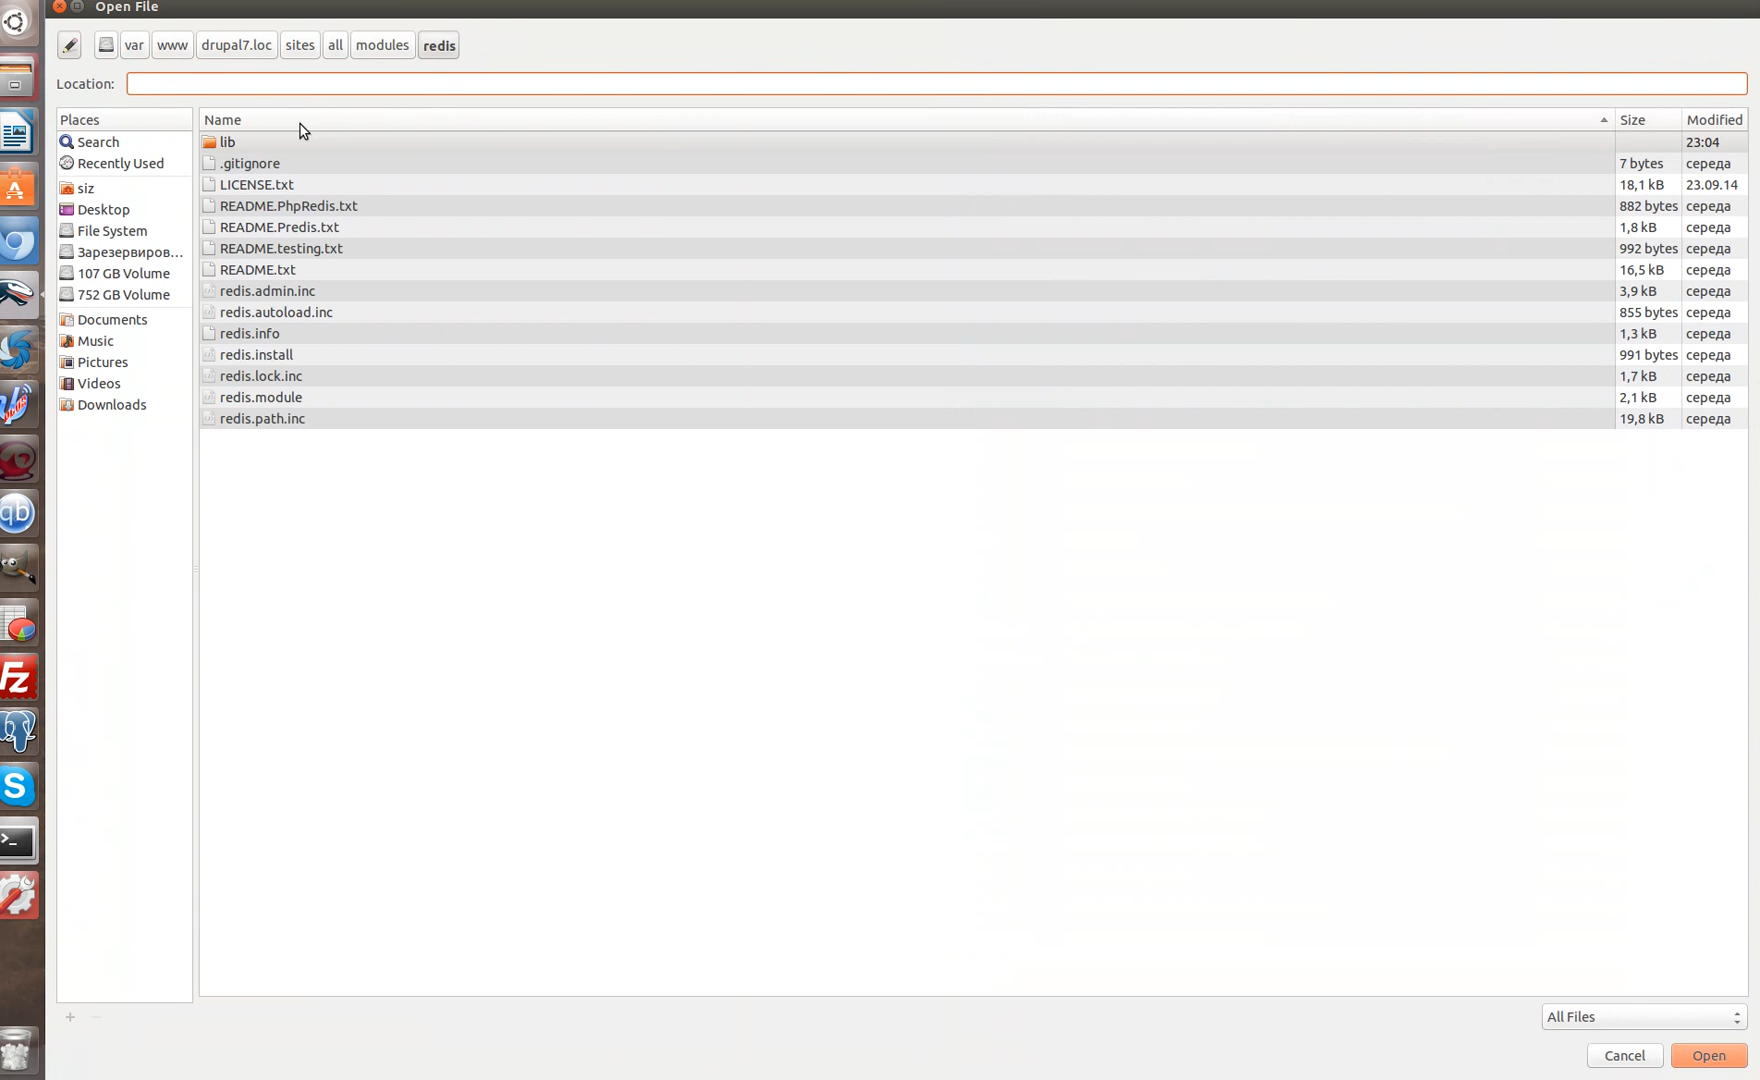 Open File
var www drupal7.loc sites all modules redis
Location:
Places
Search
Recently Used
siz
Desktop
File System
Зарезервиров...
107 GB Volume
752 GB Volume
Documents
Music
Pictures
Videos
Downloads
Name Size Modified
lib 23:04
.gitignore 7 bytes середа
LICENSE.txt 18,1 kB 23.09.14
README.PhpRedis.txt 882 bytes середа
README.Predis.txt 1,8 kB середа
README.testing.txt 992 bytes середа
README.txt 16,5 kB середа
redis.admin.inc 3,9 kB середа
redis.autoload.inc 855 bytes середа
redis.info 1,3 kB середа
redis.install 991 bytes середа
redis.lock.inc 1,7 kB середа
redis.module 2,1 kB середа
redis.path.inc 19,8 kB середа
All Files
Cancel Open
A
qb
Fz
S
>_